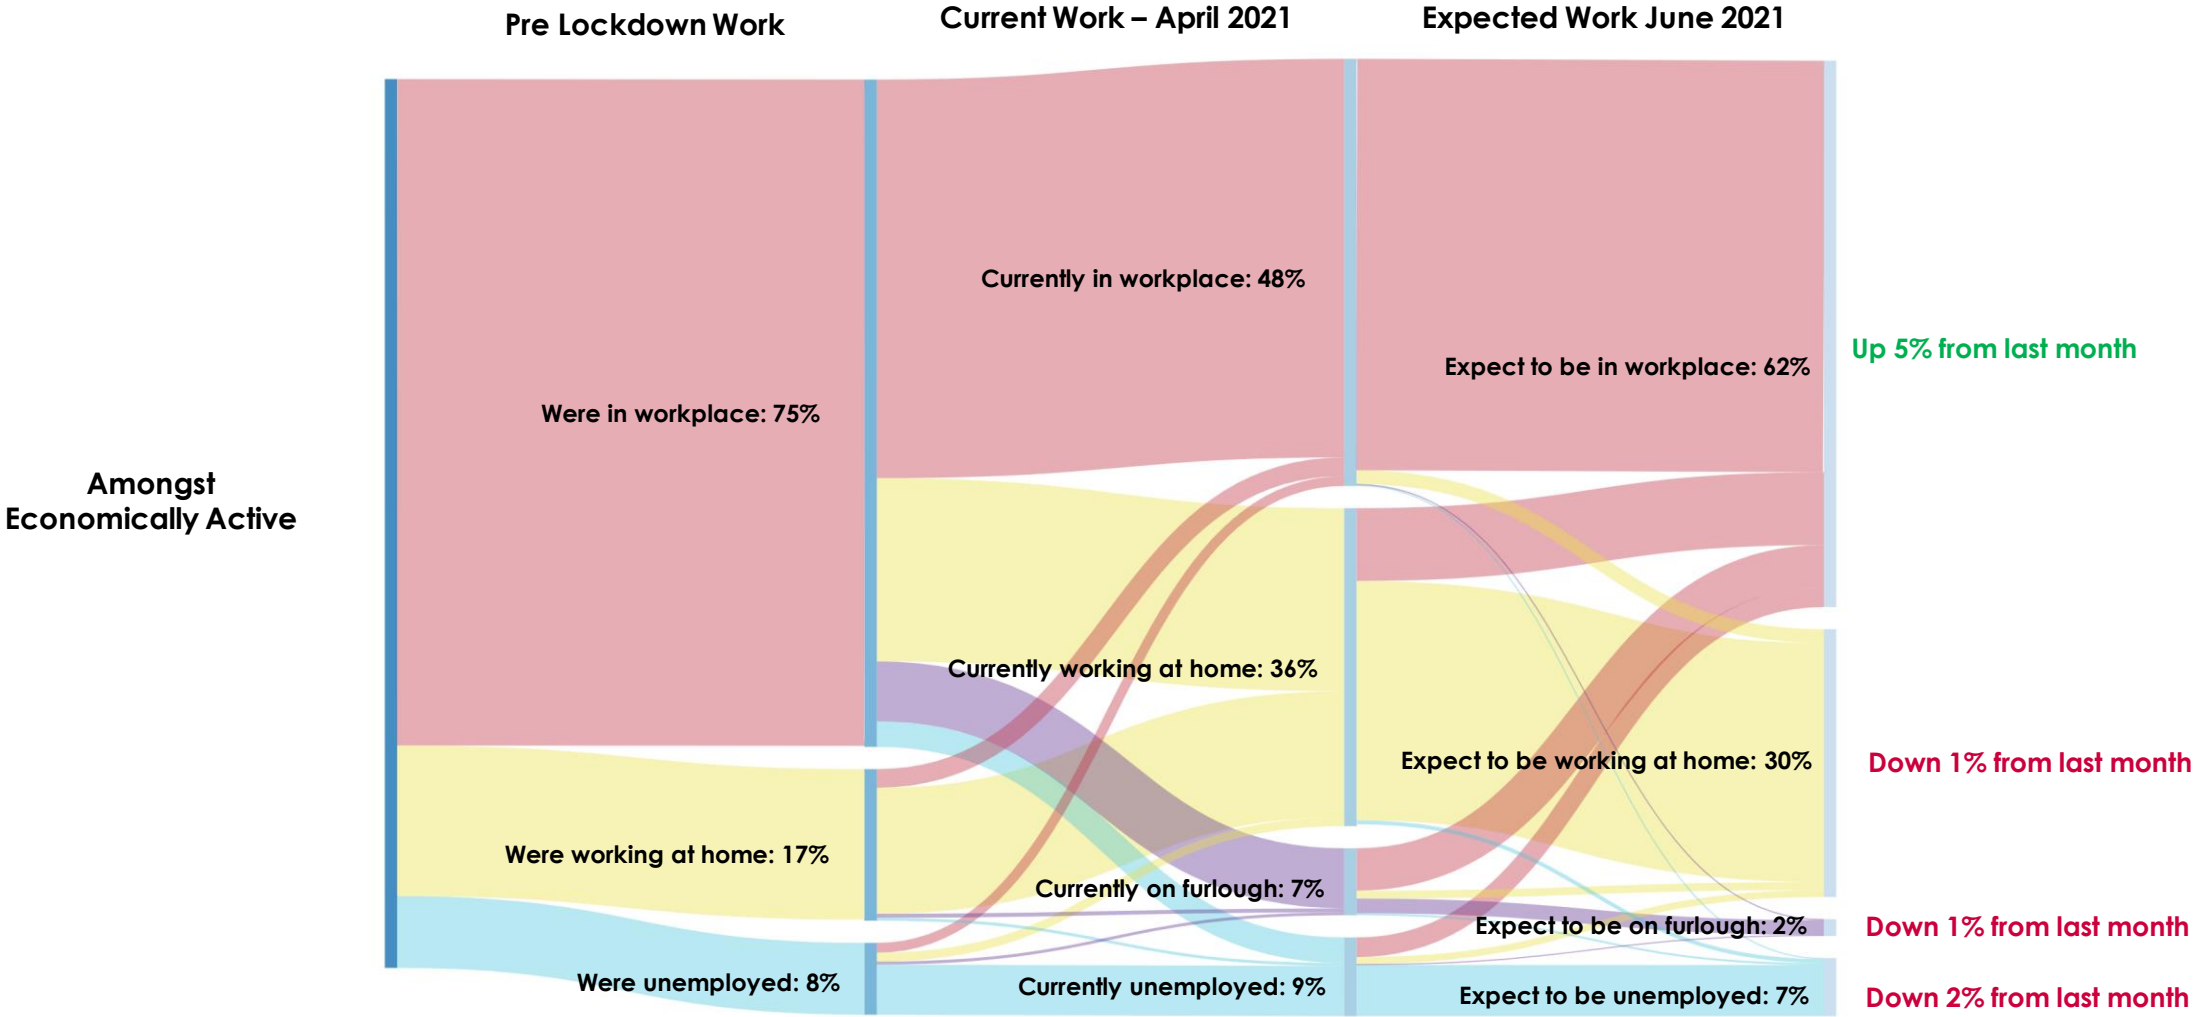 Pre Lockdown Work
Current Work – April 2021
Expected Work June 2021
Amongst
Economically Active
Were in workplace: 75%
Were working at home: 17%
Were unemployed: 8%
Currently in workplace: 48%
Currently working at home: 36%
Currently on furlough: 7%
Currently unemployed: 9%
Expect to be in workplace: 62%
Expect to be working at home: 30%
Expect to be on furlough: 2%
Expect to be unemployed: 7%
Up 5% from last month
Down 1% from last month
Down 1% from last month
Down 2% from last month